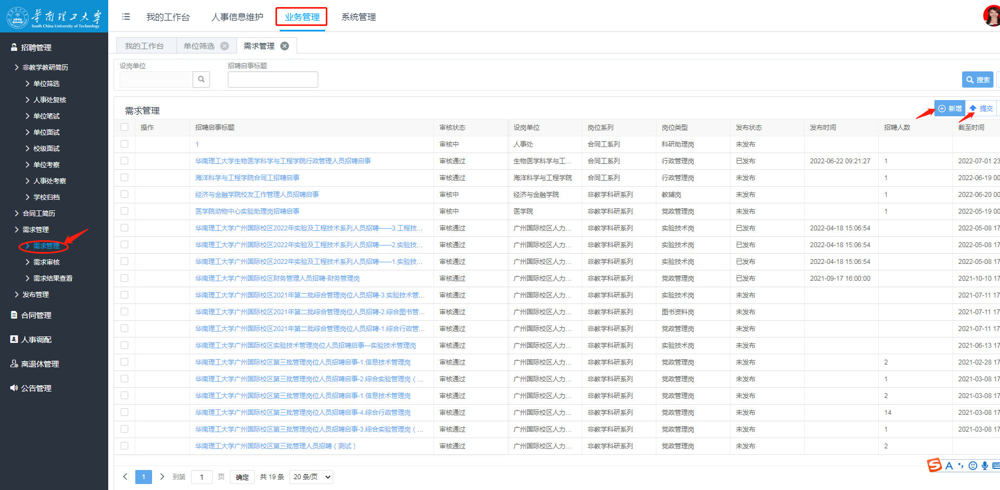 华南理工大学
South China University of Technology
我的工作台 人事信息维护 业务管理 系统管理
招聘管理
非教学教研简历
单位筛选
人事处复核
单位笔试
单位面试
校级面试
单位考察
人事处考察
学校归档
合同工简历
需求管理
需求管理
需求审核
需求结果查看
发布管理
合同管理
人事调配
离退休管理
公告管理
我的工作台 单位筛选 需求管理
设岗单位 招聘启事标题
搜索
需求管理 新增 提交
操作 招聘启事标题 审核状态 设岗单位 岗位系列 岗位类型 发布状态 发布时间 招聘人数 截至时间
1 审核中 人事处 合同工系列 科研助理岗 未发布
华南理工大学生物医学科学与工程学院行政管理人员招聘启事 审核通过 生物医学科学与工... 合同工系列 行政管理岗 已发布 2022-06-22 09:21:27 1 2022-07-01 23
海洋科学与工程学院合同工招聘启事 审核通过 海洋科学与工程学院 合同工系列 行政管理岗 未发布 1 2022-06-19 00
经济与金融学院校友工作管理人员招聘启事 审核中 经济与金融学院 非教学科研系列 教辅岗 未发布 1 2022-06-20 00
医学院动物中心实验助理岗招聘启事 审核中 医学院 非教学科研系列 党政管理岗 未发布 1 2022-05-19 00
华南理工大学广州国际校区2022年实验及工程技术系列人员招聘——3.工程技... 审核通过 广州国际校区人力... 非教学科研系列 实验技术岗 已发布 2022-04-18 15:06:54 2022-05-08 17
华南理工大学广州国际校区2022年实验及工程技术系列人员招聘——2.实验技... 审核通过 广州国际校区人力... 非教学科研系列 实验技术岗 已发布 2022-04-18 15:06:54 2022-05-08 17
华南理工大学广州国际校区2022年实验及工程技术系列人员招聘——1.实验技... 审核通过 广州国际校区人力... 非教学科研系列 实验技术岗 已发布 2022-04-18 15:06:54 2022-05-08 17
华南理工大学广州国际校区财务管理人员招聘-财务管理岗 审核通过 广州国际校区人力... 非教学科研系列 党政管理岗 已发布 2021-09-17 16:00:00 2021-10-10 17
华南理工大学广州国际校区2021年第二批综合管理岗位人员招聘-3.实验技术管... 审核通过 广州国际校区人力... 非教学科研系列 实验技术岗 未发布 2021-07-11 17
华南理工大学广州国际校区2021年第二批综合管理岗位人员招聘-2.综合图书管... 审核通过 广州国际校区人力... 非教学科研系列 图书资料岗 未发布 2021-07-11 17
华南理工大学广州国际校区2021年第二批综合管理岗位人员招聘-1.综合行政管... 审核通过 广州国际校区人力... 非教学科研系列 党政管理岗 未发布 2021-07-11 17
华南理工大学广州国际校区实验技术管理岗位人员招聘启事—实验技术管理岗 审核通过 广州国际校区人力... 非教学科研系列 实验技术岗 未发布 2021-06-13 17
华南理工大学广州国际校区第三批管理岗位人员招聘启事-1.信息技术管理岗 审核通过 广州国际校区人力... 非教学科研系列 党政管理岗 未发布 2 2021-02-28 17
华南理工大学广州国际校区第三批管理岗位人员招聘启事-2.综合实验管理岗（... 审核通过 广州国际校区人力... 非教学科研系列 党政管理岗 未发布 1 2021-03-08 17
华南理工大学广州国际校区第三批管理岗位人员招聘启事-1.信息技术管理岗 审核通过 广州国际校区人力... 非教学科研系列 党政管理岗 未发布 2 2021-03-08 17
华南理工大学广州国际校区第三批管理岗位人员招聘启事-4.综合行政管理岗 审核通过 广州国际校区人力... 非教学科研系列 党政管理岗 未发布 14 2021-03-08 17
华南理工大学广州国际校区第三批管理岗位人员招聘启事-3.综合实验管理岗（... 审核通过 广州国际校区人力... 非教学科研系列 党政管理岗 未发布 1 2021-03-08 17
华南理工大学广州国际校区第三批管理人员招聘（测试） 审核通过 广州国际校区人力... 非教学科研系列 党政管理岗 未发布 2
1 到第 1 页 确定 共 19 条 20 条/页
S A